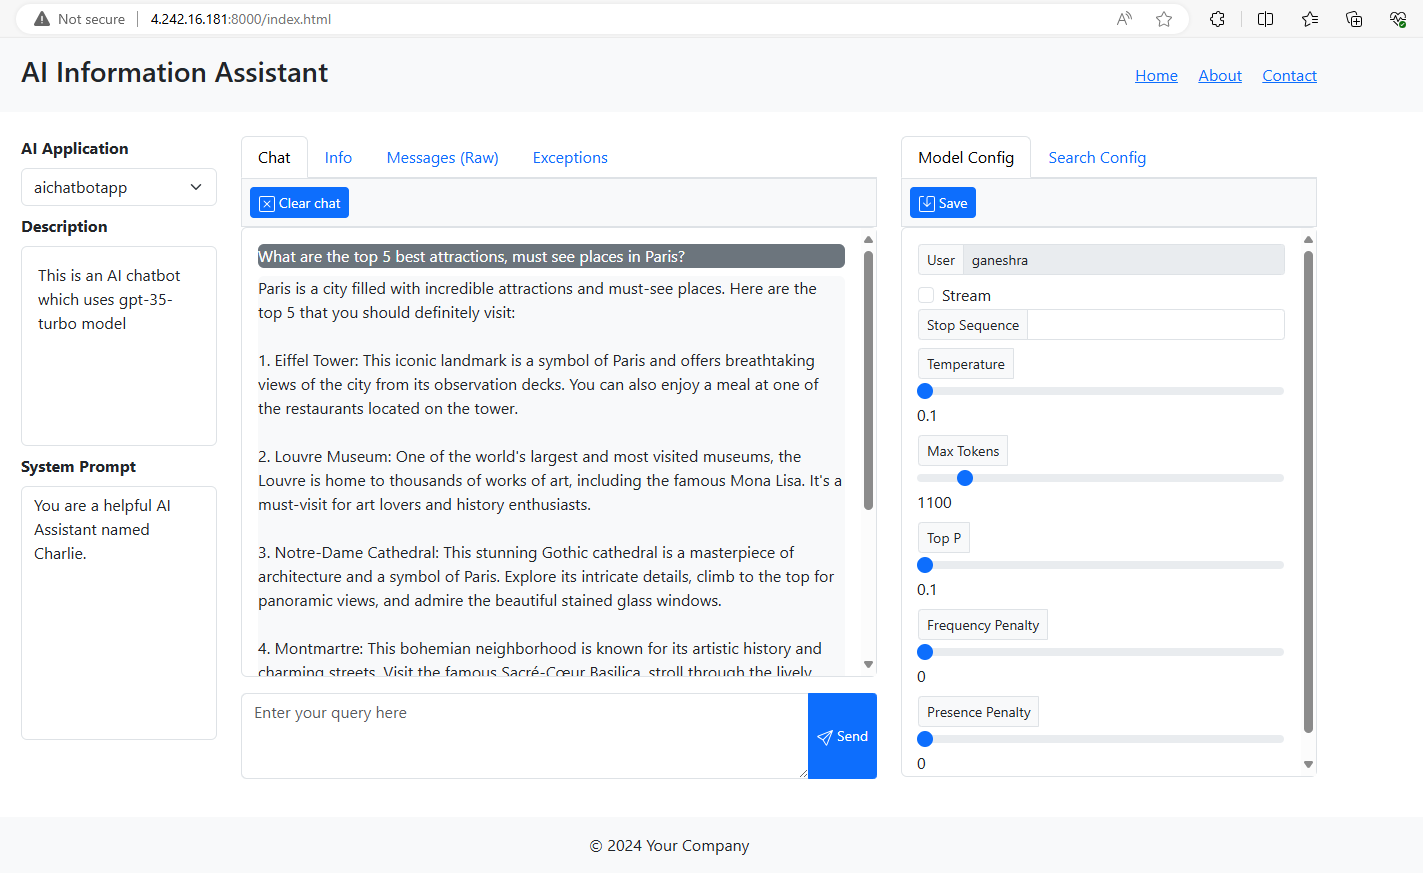 Not secure
4.242.16.181:8000/index.html
AI Information Assistant
Home
About
Contact
AI Application
aichatbotapp
Description
This is an AI chatbot
which uses gpt-35-
turbo model
System Prompt
You are a helpful AI
Assistant named
Charlie.
Chat
Info
Messages (Raw)
Exceptions
Clear chat
What are the top 5 best attractions, must see places in Paris?
Paris is a city filled with incredible attractions and must-see places. Here are the
top 5 that you should definitely visit:
1. Eiffel Tower: This iconic landmark is a symbol of Paris and offers breathtaking
views of the city from its observation decks. You can also enjoy a meal at one of
the restaurants located on the tower.
2. Louvre Museum: One of the world's largest and most visited museums, the
Louvre is home to thousands of works of art, including the famous Mona Lisa. It's a
must-visit for art lovers and history enthusiasts.
3. Notre-Dame Cathedral: This stunning Gothic cathedral is a masterpiece of
architecture and a symbol of Paris. Explore its intricate details, climb to the top for
panoramic views, and admire the beautiful stained glass windows.
4. Montmartre: This bohemian neighborhood is known for its artistic history and
charming streets. Visit the famous Sacré-Cœur Basilica, stroll through the lively
Enter your query here
Send
Model Config
Search Config
Save
User
ganeshra
Stream
Stop Sequence
Temperature
0.1
Max Tokens
1100
Top P
0.1
Frequency Penalty
0
Presence Penalty
0
© 2024 Your Company